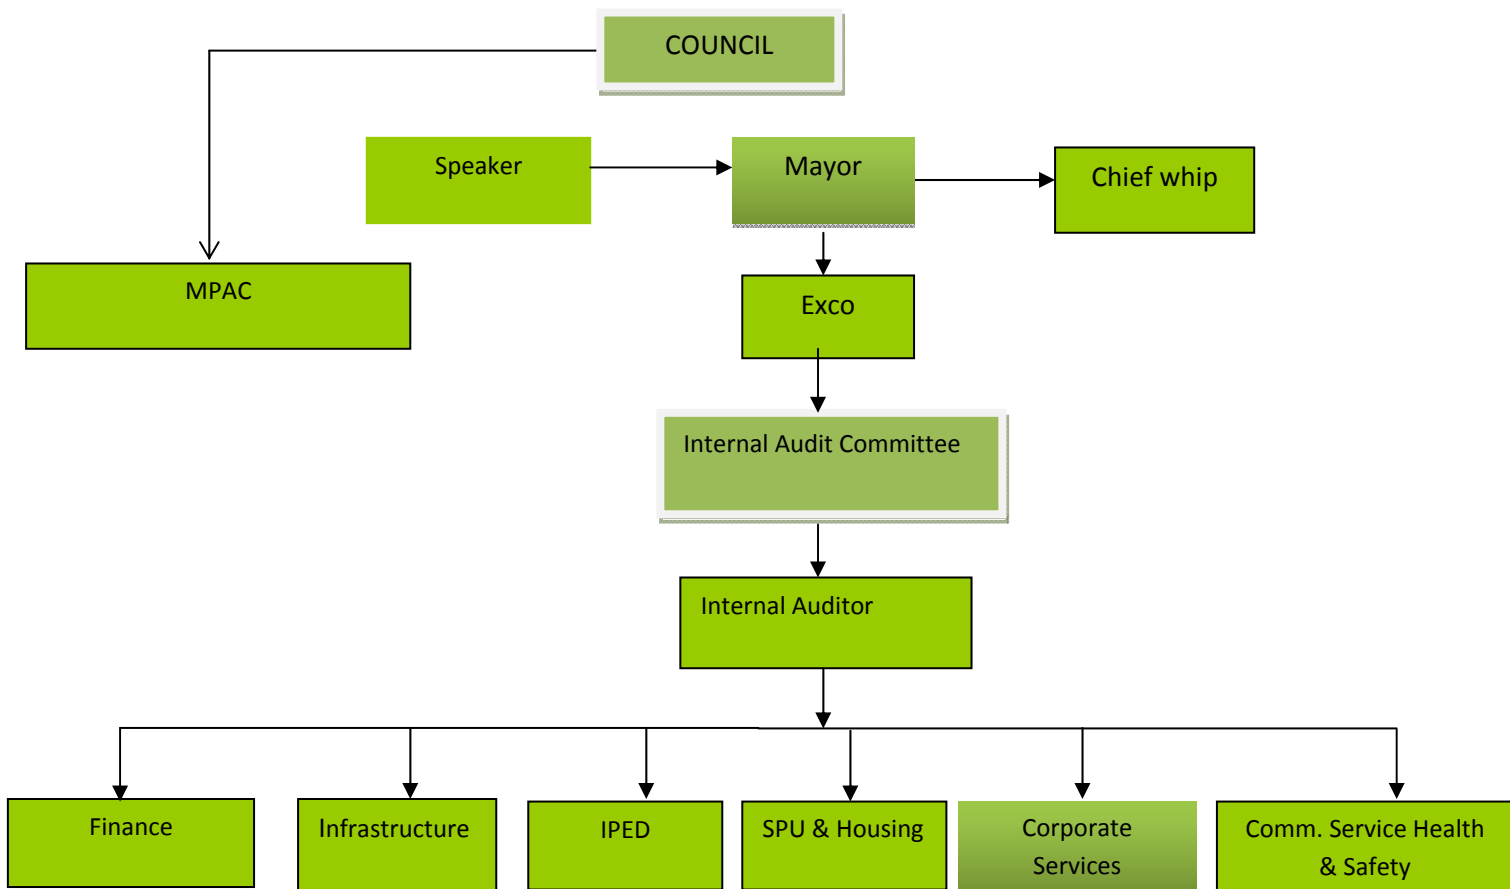 COUNCIL
Speaker
Mayor
Chief whip
MPAC
Exco
Internal Audit Committee
Internal Auditor
Finance
Infrastructure
IPED
SPU & Housing
Corporate
Services
Comm. Service Health
& Safety